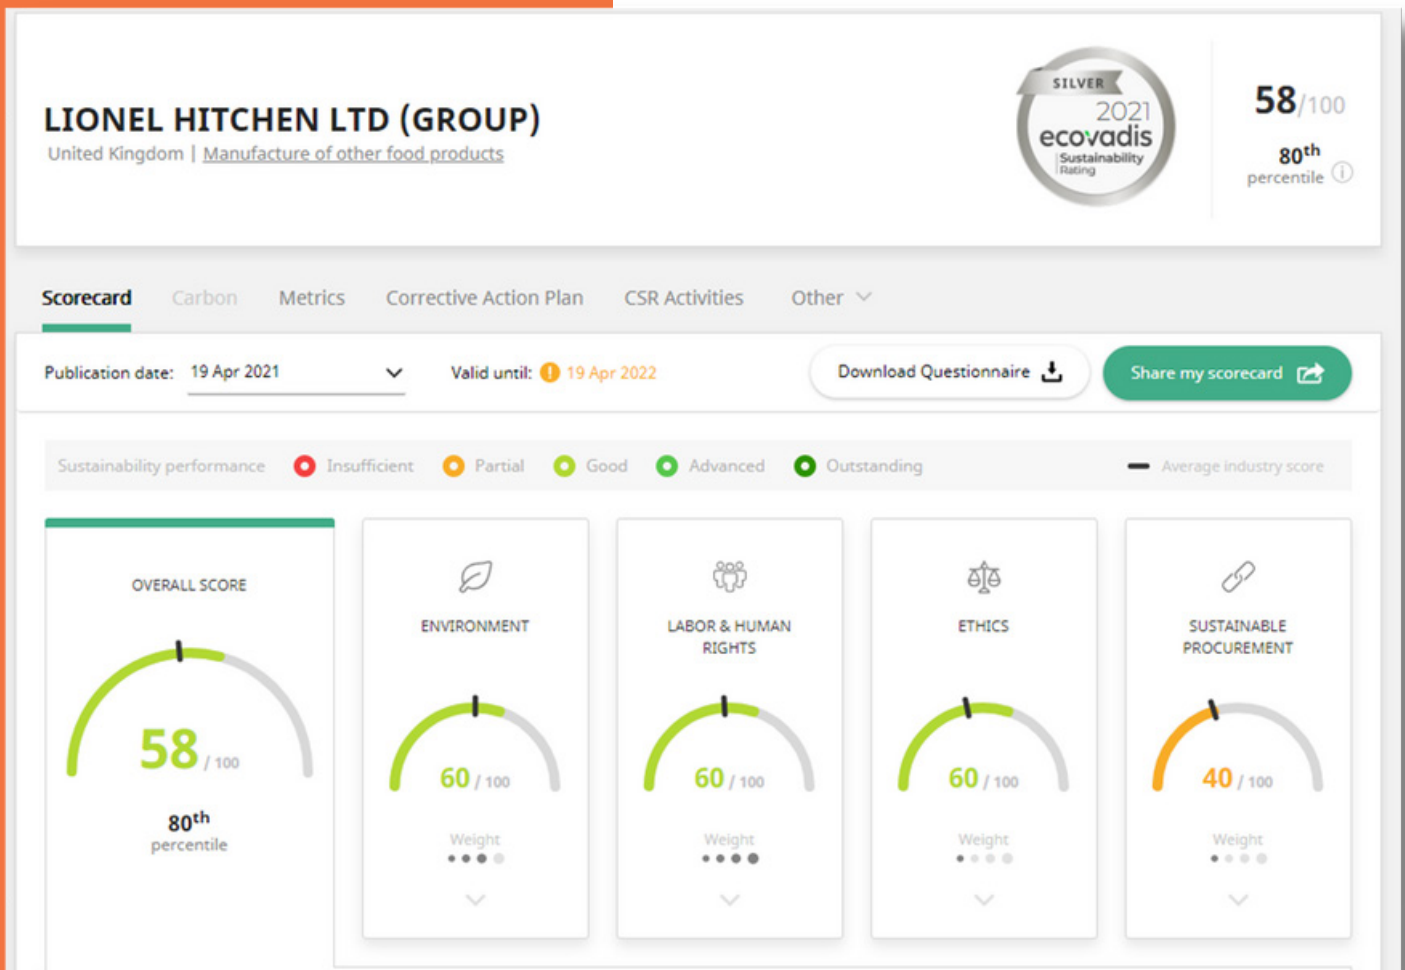 LIONEL HITCHEN LTD (GROUP)
United Kingdom | Manufacture of other food products
SILVER
2021
ecovadis
Sustainability
Rating
58/100
80th
percentile
Scorecard
Carbon
Metrics
Corrective Action Plan
CSR Activities
Other
Publication date: 19 Apr 2021
Valid until: 19 Apr 2022
Download Questionnaire
Share my scorecard
Sustainability performance
Insufficient
Partial
Good
Advanced
Outstanding
Average industry score
OVERALL SCORE
58 / 100
80th
percentile
ENVIRONMENT
60 / 100
Weight
LABOR & HUMAN
RIGHTS
60 / 100
Weight
ETHICS
60 / 100
Weight
SUSTAINABLE
PROCUREMENT
40 / 100
Weight